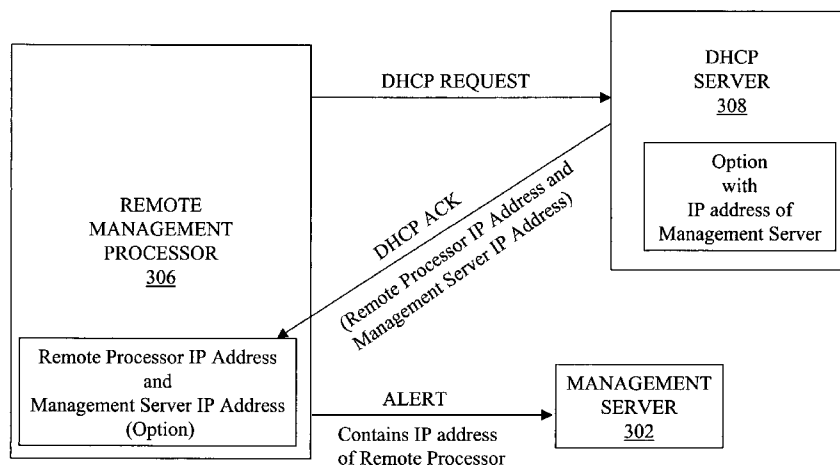 REMOTE
MANAGEMENT
PROCESSOR
306
Remote Processor IP Address
and
Management Server IP Address
(Option)
DHCP REQUEST
DHCP ACK
(Remote Processor IP Address and
Management Server IP Address)
DHCP
SERVER
308
Option
with
IP address of
Management Server
ALERT
Contains IP address
of Remote Processor
MANAGEMENT
SERVER
302